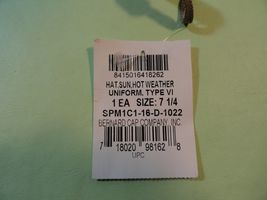 8415016416262
HAT,SUN,HOT WEATHER
UNIFORM, TYPE VI
1 EA SIZE: 7 1/4
SPM1C1-16-D-1022
BERNARD CAP COMPANY, INC.
7 18020 98162 8
UPC